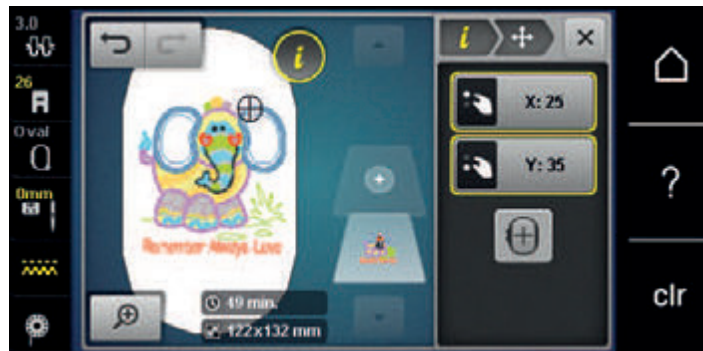 3.0
26
Oval
0mm
i
49 min.
122x132 mm
Remember Always Love
i
X: 25
Y: 35
?
clr